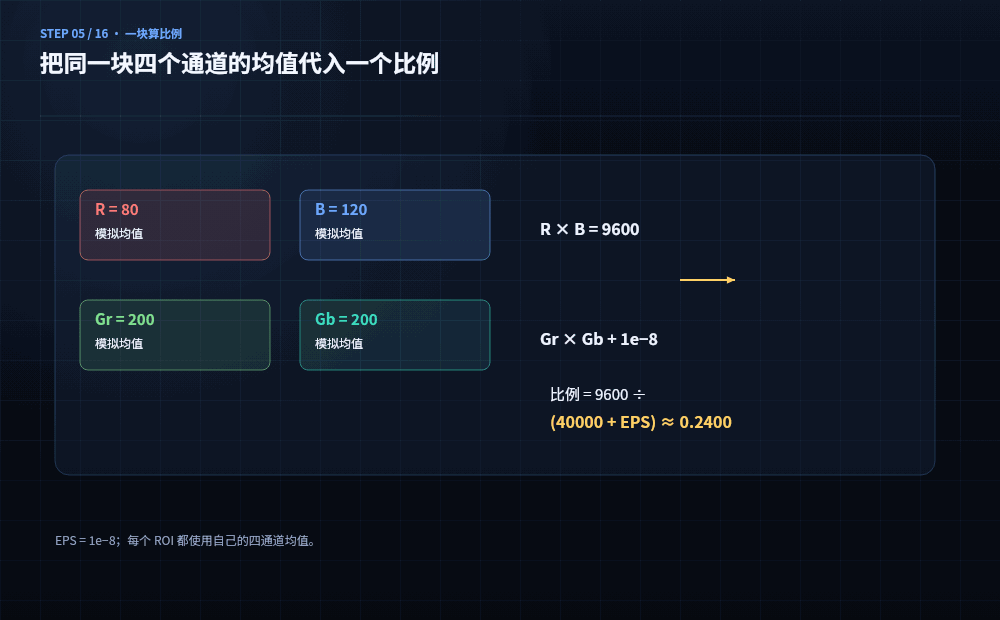 STEP 05 / 16 · 一块算比例
把同一块四个通道的均值代入一个比例
R = 80
模拟均值
B = 120
模拟均值
R × B = 9600
Gr = 200
模拟均值
Gb = 200
模拟均值
Gr × Gb + 1e−8
比例 = 9600 ÷
(40000 + EPS) ≈ 0.2400
EPS = 1e−8；每个 ROI 都使用自己的四通道均值。